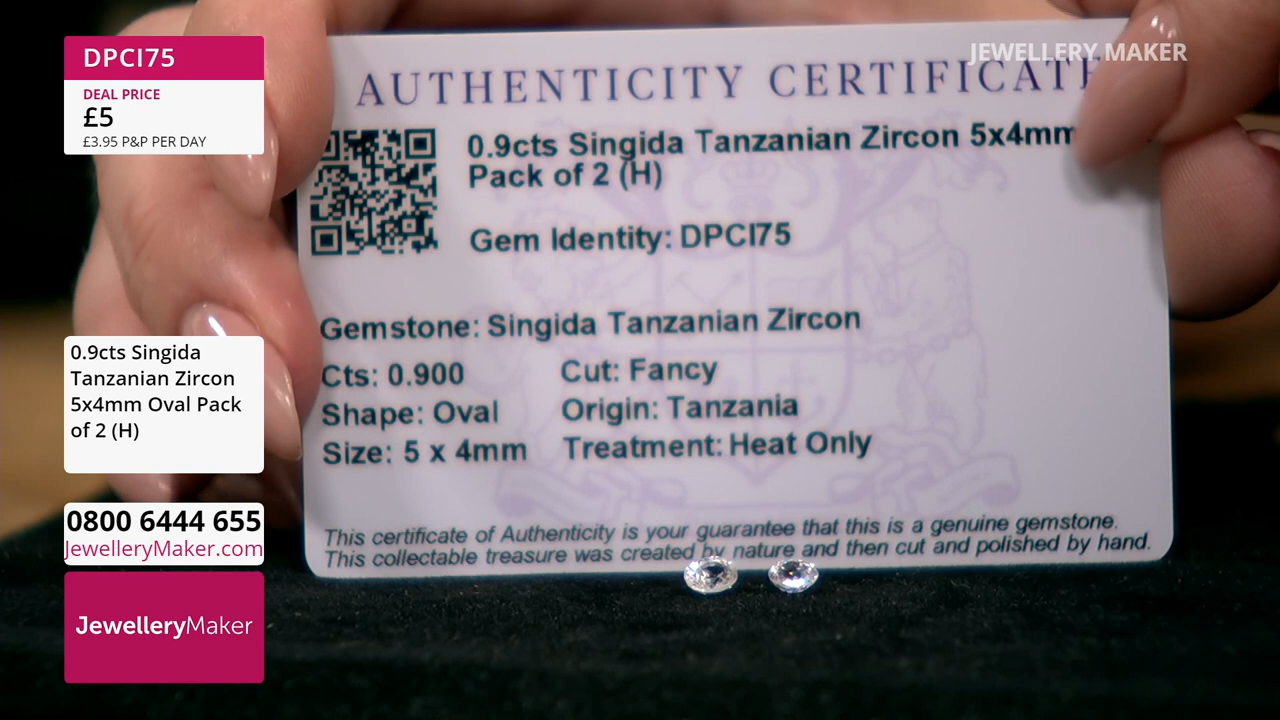 DPCI75
DEAL PRICE
£5
£3.95 P&P PER DAY
JEWELLERY MAKER
AUTHENTICITY CERTIFICATE
0.9cts Singida Tanzanian Zircon 5x4mm
Pack of 2 (H)
Gem Identity: DPCI75
Gemstone: Singida Tanzanian Zircon
Cts: 0.900 Cut: Fancy
Shape: Oval Origin: Tanzania
Size: 5 x 4mm Treatment: Heat Only
This certificate of Authenticity is your guarantee that this is a genuine gemstone.
This collectable treasure was created by nature and then cut and polished by hand.
0.9cts Singida
Tanzanian Zircon
5x4mm Oval Pack
of 2 (H)
0800 6444 655
JewelleryMaker.com
JewelleryMaker